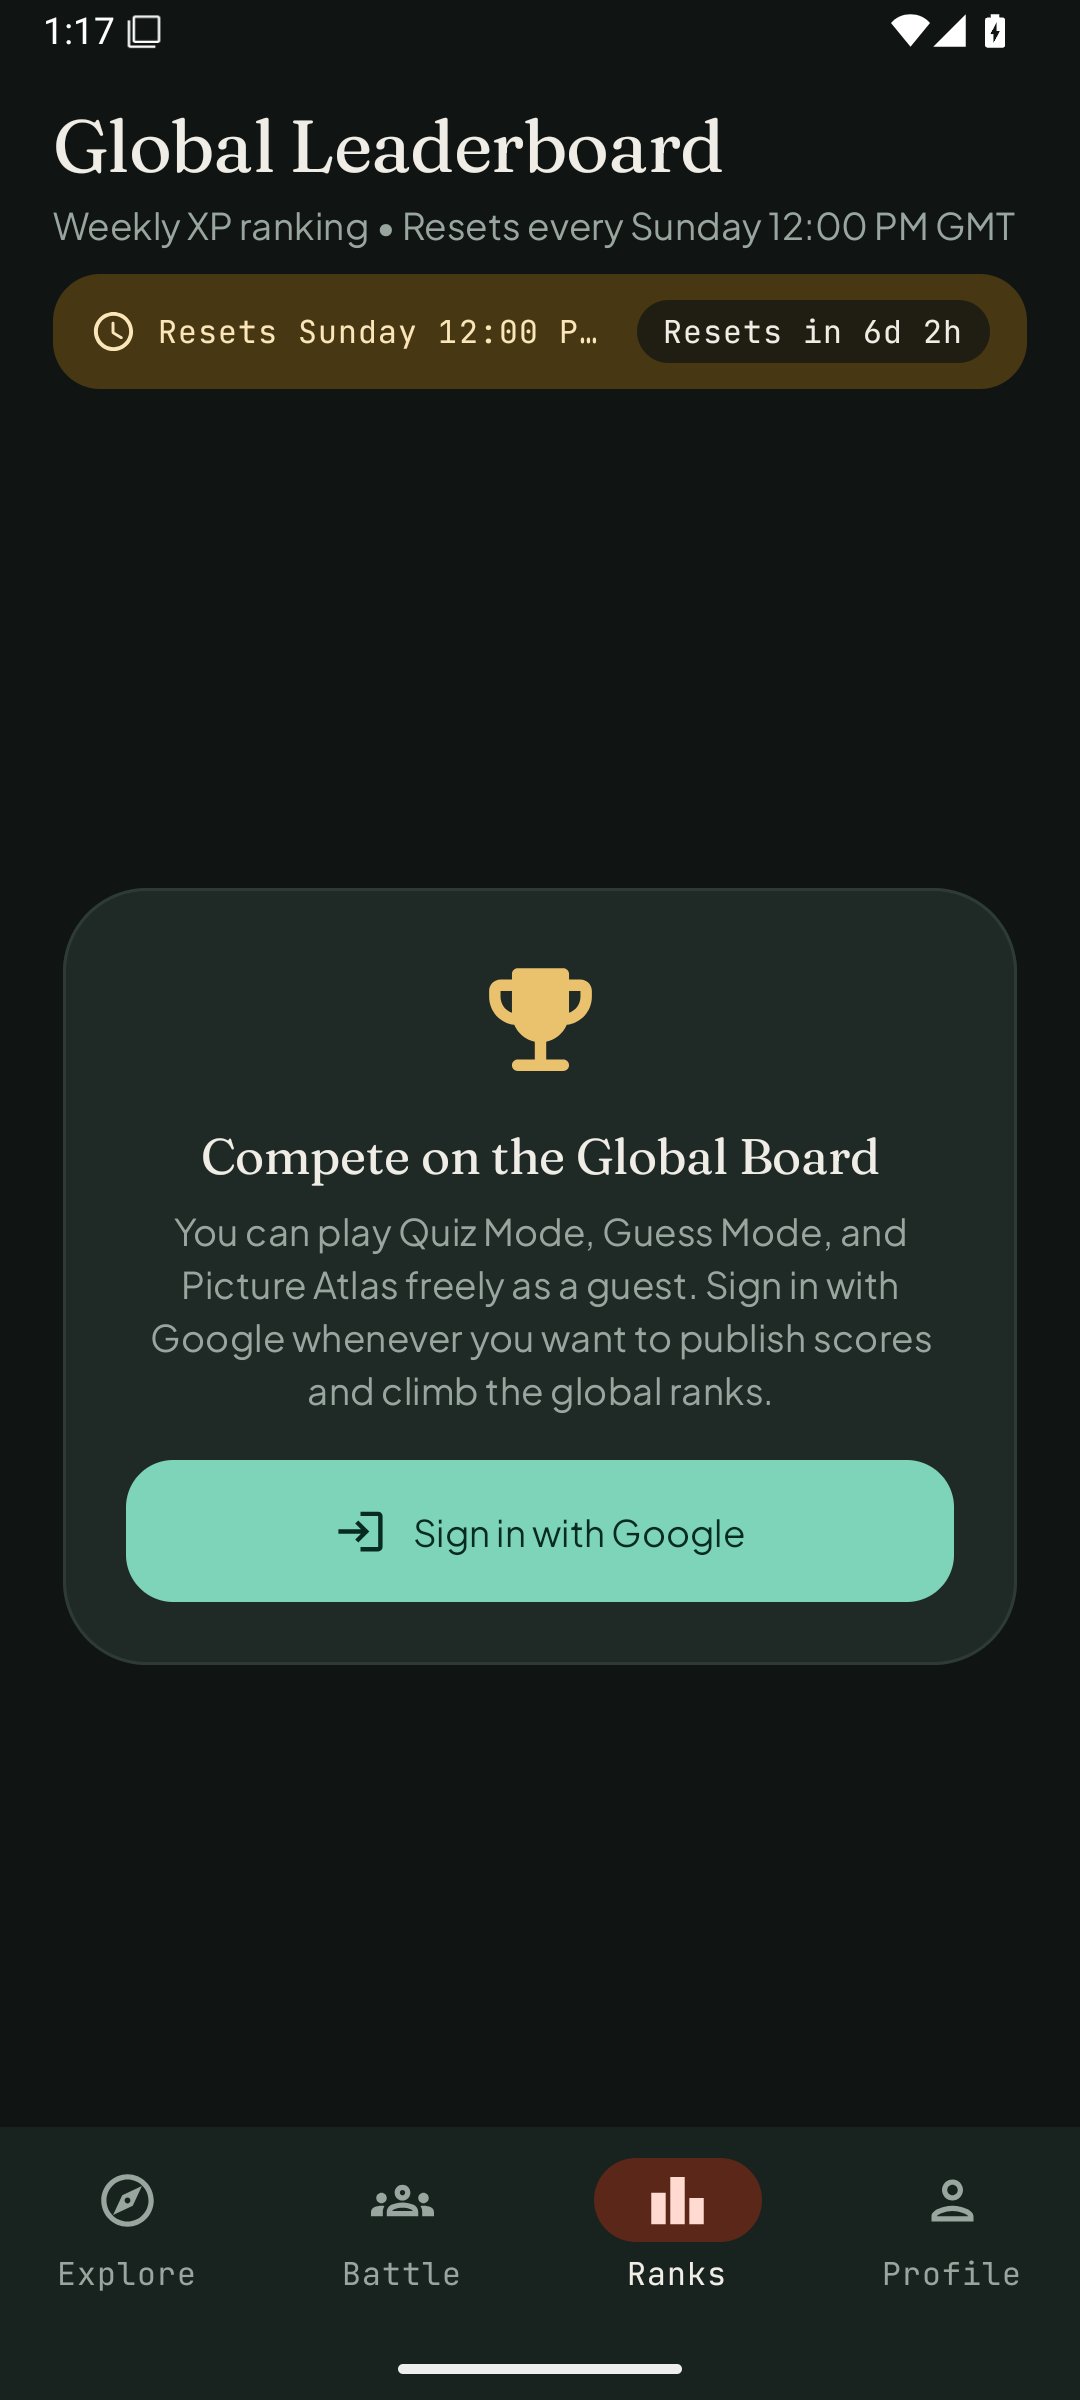 1:17
Global Leaderboard
Weekly XP ranking • Resets every Sunday 12:00 PM GMT
Resets Sunday 12:00 P… Resets in 6d 2h
Compete on the Global Board
You can play Quiz Mode, Guess Mode, and
Picture Atlas freely as a guest. Sign in with
Google whenever you want to publish scores
and climb the global ranks.
Sign in with Google
Explore Battle Ranks Profile